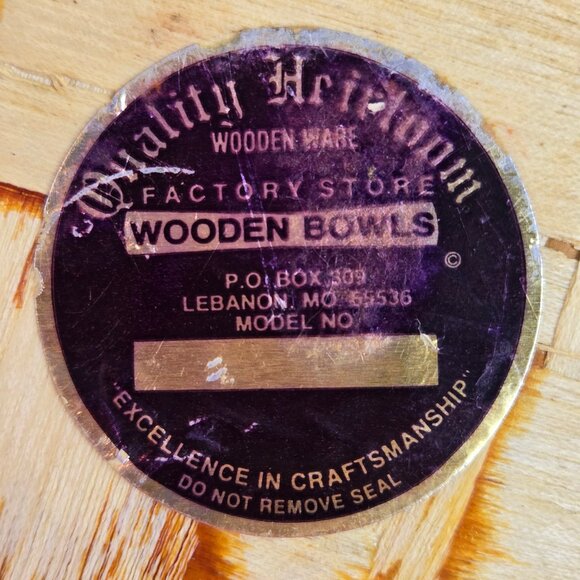 Quality Heirloom
WOODEN WARE
FACTORY STORE
WOODEN BOWLS
©
P.O. BOX 309
LEBANON, MO 65536
MODEL NO
"EXCELLENCE IN CRAFTSMANSHIP"
DO NOT REMOVE SEAL